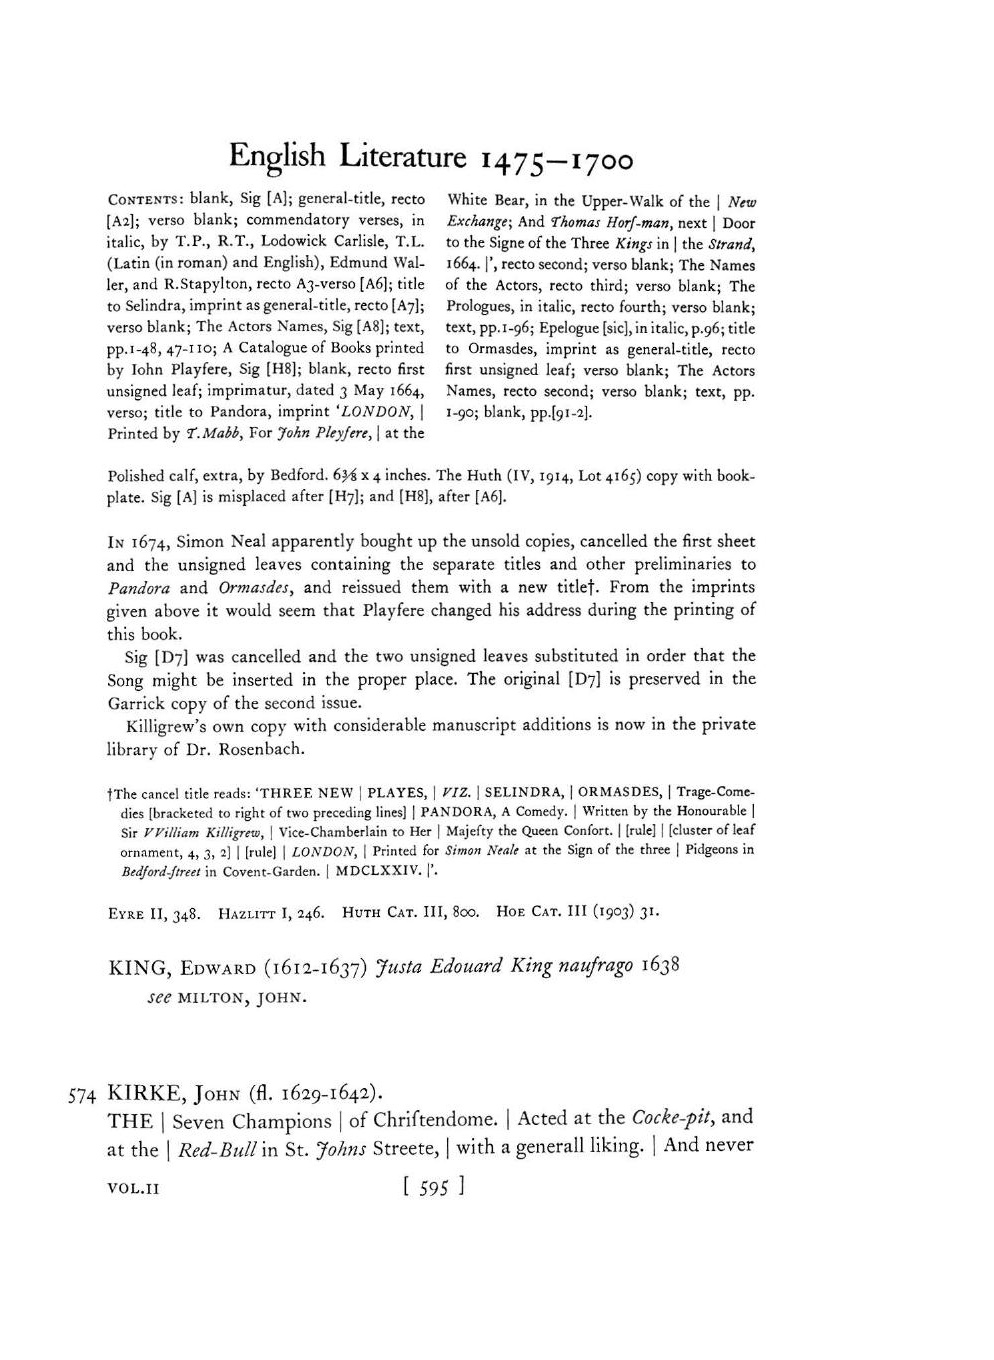 English Literature 1475–1700
CONTENTS: blank, Sig [A]; general-title, recto
[A2]; verso blank; commendatory verses, in
italic, by T.P., R.T., Lodowick Carlisle, T.L.
(Latin (in roman) and English), Edmund Wal-
ler, and R.Stapylton, recto A3-verso [A6]; title
to Selindra, imprint as general-title, recto [A7];
verso blank; The Actors Names, Sig [A8]; text,
pp.1-48, 47-110; A Catalogue of Books printed
by Iohn Playfere, Sig [H8]; blank, recto first
unsigned leaf; imprimatur, dated 3 May 1664,
verso; title to Pandora, imprint ‘LONDON, |
Printed by T.Mabb, For John Pleyfere, | at the
White Bear, in the Upper-Walk of the | New
Exchange; And Thomas Horſ-man, next | Door
to the Signe of the Three Kings in | the Strand,
1664. |’, recto second; verso blank; The Names
of the Actors, recto third; verso blank; The
Prologues, in italic, recto fourth; verso blank;
text, pp.1-96; Epelogue [sic], in italic, p.96; title
to Ormasdes, imprint as general-title, recto
first unsigned leaf; verso blank; The Actors
Names, recto second; verso blank; text, pp.
1-90; blank, pp.[91-2].
Polished calf, extra, by Bedford. 6⅜ x 4 inches. The Huth (IV, 1914, Lot 4165) copy with book-
plate. Sig [A] is misplaced after [H7]; and [H8], after [A6].
IN 1674, Simon Neal apparently bought up the unsold copies, cancelled the first sheet
and the unsigned leaves containing the separate titles and other preliminaries to
Pandora and Ormasdes, and reissued them with a new title†. From the imprints
given above it would seem that Playfere changed his address during the printing of
this book.
Sig [D7] was cancelled and the two unsigned leaves substituted in order that the
Song might be inserted in the proper place. The original [D7] is preserved in the
Garrick copy of the second issue.
Killigrew’s own copy with considerable manuscript additions is now in the private
library of Dr. Rosenbach.
†The cancel title reads: ‘THREE NEW | PLAYES, | VIZ. | SELINDRA, | ORMASDES, | Trage-Come-
dies [bracketed to right of two preceding lines] | PANDORA, A Comedy. | Written by the Honourable |
Sir VVilliam Killigrew, | Vice-Chamberlain to Her | Majeſty the Queen Conſort. | [rule] | [cluster of leaf
ornament, 4, 3, 2] | [rule] | LONDON, | Printed for Simon Neale at the Sign of the three | Pidgeons in
Bedford-ſtreet in Covent-Garden. | MDCLXXIV. |’.
EYRE II, 348. HAZLITT I, 246. HUTH CAT. III, 800. HOE CAT. III (1903) 31.
KING, EDWARD (1612-1637) Justa Edouard King naufrago 1638
see MILTON, JOHN.
574 KIRKE, JOHN (fl. 1629-1642).
THE | Seven Champions | of Chriſtendome. | Acted at the Cocke-pit, and
at the | Red-Bull in St. Johns Streete, | with a generall liking. | And never
VOL.II [ 595 ]